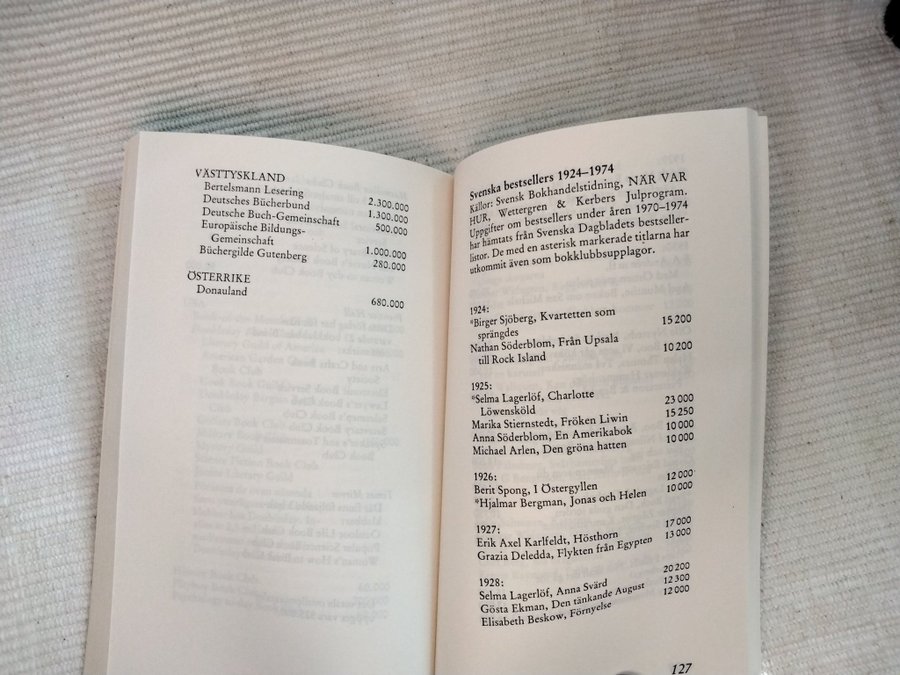 VÄSTTYSKLAND
Bertelsmann Lesering 2.300.000
Deutsches Bücherbund 1.300.000
Deutsche Buch-Gemeinschaft 500.000
Europäische Bildungs-
Gemeinschaft 1.000.000
Büchergilde Gutenberg 280.000
ÖSTERRIKE
Donauland 680.000
Svenska bestsellers 1924–1974
Källor: Svensk Bokhandelstidning, NÄR VAR
HUR, Wettergren & Kerbers Julprogram.
Uppgifter om bestsellers under åren 1970–1974
har hämtats från Svenska Dagbladets bestseller-
listor. De med en asterisk markerade titlarna har
utkommit även som bokklubbsupplagor.
1924:
*Birger Sjöberg, Kvartetten som
sprängdes 15 200
Nathan Söderblom, Från Upsala
till Rock Island 10 200
1925:
*Selma Lagerlöf, Charlotte
Löwensköld 23 000
Marika Stiernstedt, Fröken Liwin 15 250
Anna Söderblom, En Amerikabok 10 000
Michael Arlen, Den gröna hatten 10 000
1926:
Berit Spong, I Östergyllen 12 000
*Hjalmar Bergman, Jonas och Helen 10 000
1927:
Erik Axel Karlfeldt, Hösthorn 17 000
Grazia Deledda, Flykten från Egypten 13 000
1928:
Selma Lagerlöf, Anna Svärd 20 200
Gösta Ekman, Den tänkande August 12 300
Elisabeth Beskow, Förnyelse 12 000
127